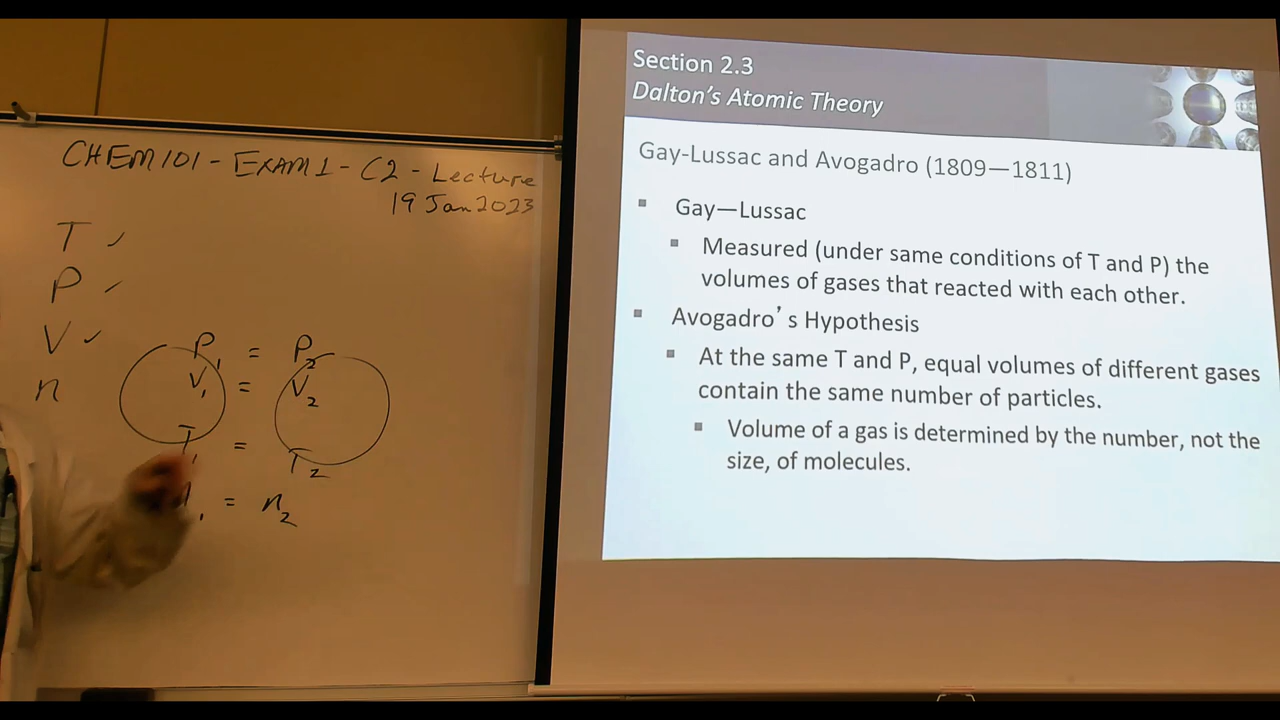 CHEM 101 - EXAM 1 - C2 - Lecture
19 Jan 2023
T ✓
P ✓
V ✓
n
P₁ = P₂
V₁ = V₂
T₁ = T₂
₁ = n₂
Section 2.3
Dalton's Atomic Theory
Gay-Lussac and Avogadro (1809—1811)
▪ Gay—Lussac
▪ Measured (under same conditions of T and P) the
volumes of gases that reacted with each other.
▪ Avogadro's Hypothesis
▪ At the same T and P, equal volumes of different gases
contain the same number of particles.
▪ Volume of a gas is determined by the number, not the
size, of molecules.